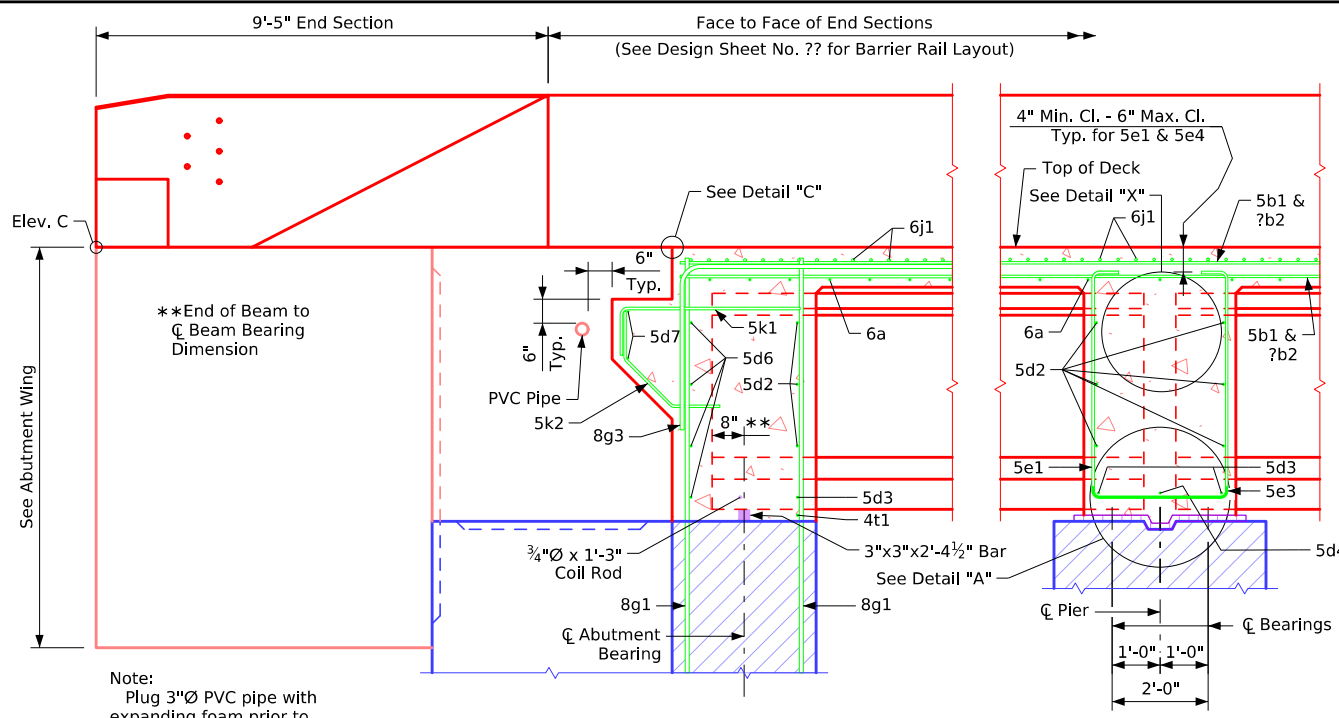 9'-5" End Section
Face to Face of End Sections
(See Design Sheet No. ?? for Barrier Rail Layout)
4" Min. Cl. - 6" Max. Cl.
Typ. for 5e1 & 5e4
Top of Deck
See Detail "X"
See Detail "C"
5b1 &
?b2
6j1
6j1
Elev. C
6"
Typ.
**End of Beam to
℄ Beam Bearing
Dimension
6"
Typ.
5d7
5k1
6a
6a
5b1 &
?b2
5d6
5d2
5d2
PVC Pipe
5k2
8g3
8" **
See Abutment Wing
5e1
5d3
5d3
5e3
4t1
¾"Ø x 1'-3"
Coil Rod
3"x3"x2'-4½" Bar
See Detail "A"
5d4
8g1
8g1
℄ Abutment
Bearing
℄ Pier
℄ Bearings
1'-0"
1'-0"
2'-0"
Note:
Plug 3"Ø PVC pipe with
expanding foam prior to